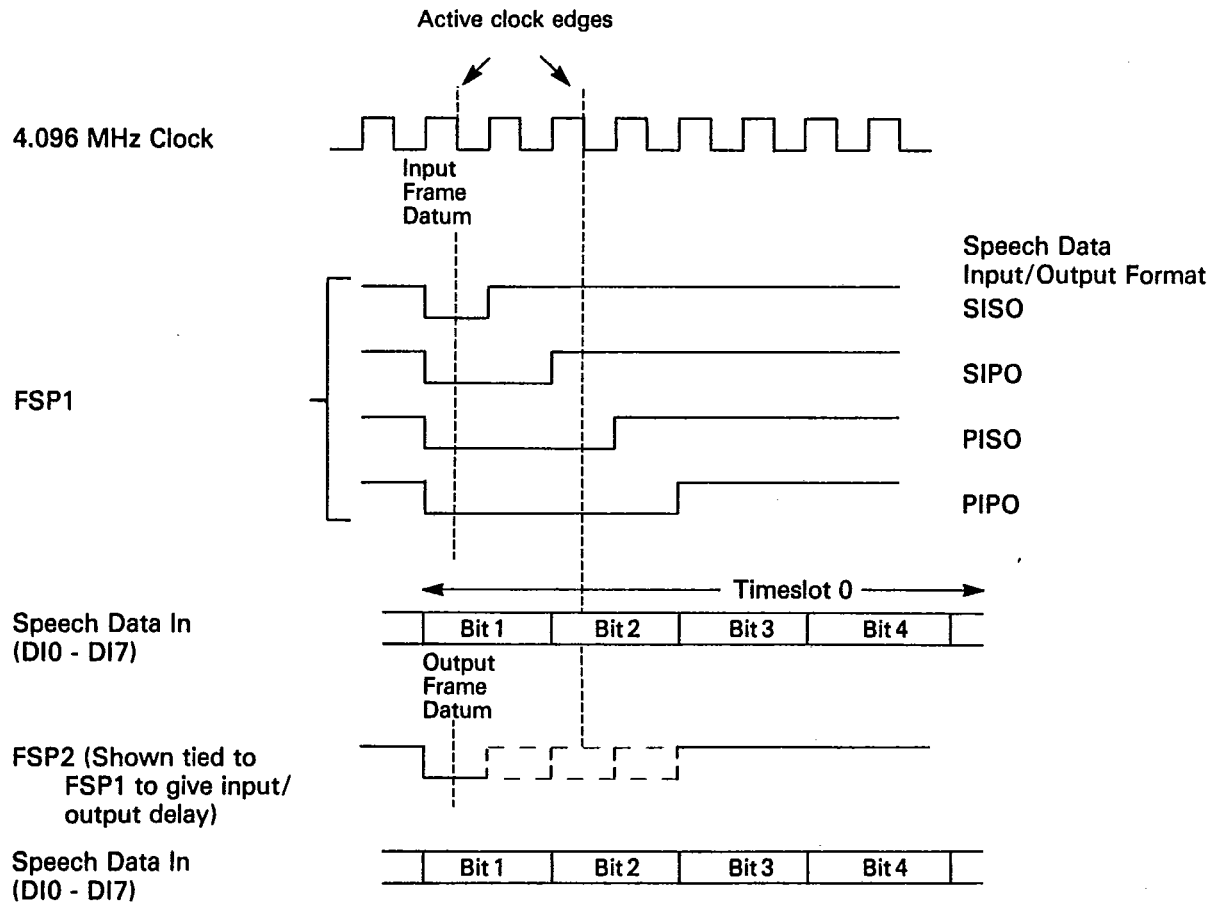 Active clock edges
4.096 MHz Clock
Input
Frame
Datum
Speech Data
Input/Output Format
SISO
SIPO
FSP1
PISO
PIPO
Timeslot 0
Speech Data In
(DI0 - DI7)
Bit 1 Bit 2 Bit 3 Bit 4
Output
Frame
Datum
FSP2 (Shown tied to
FSP1 to give input/
output delay)
Speech Data In
(DI0 - DI7)
Bit 1 Bit 2 Bit 3 Bit 4